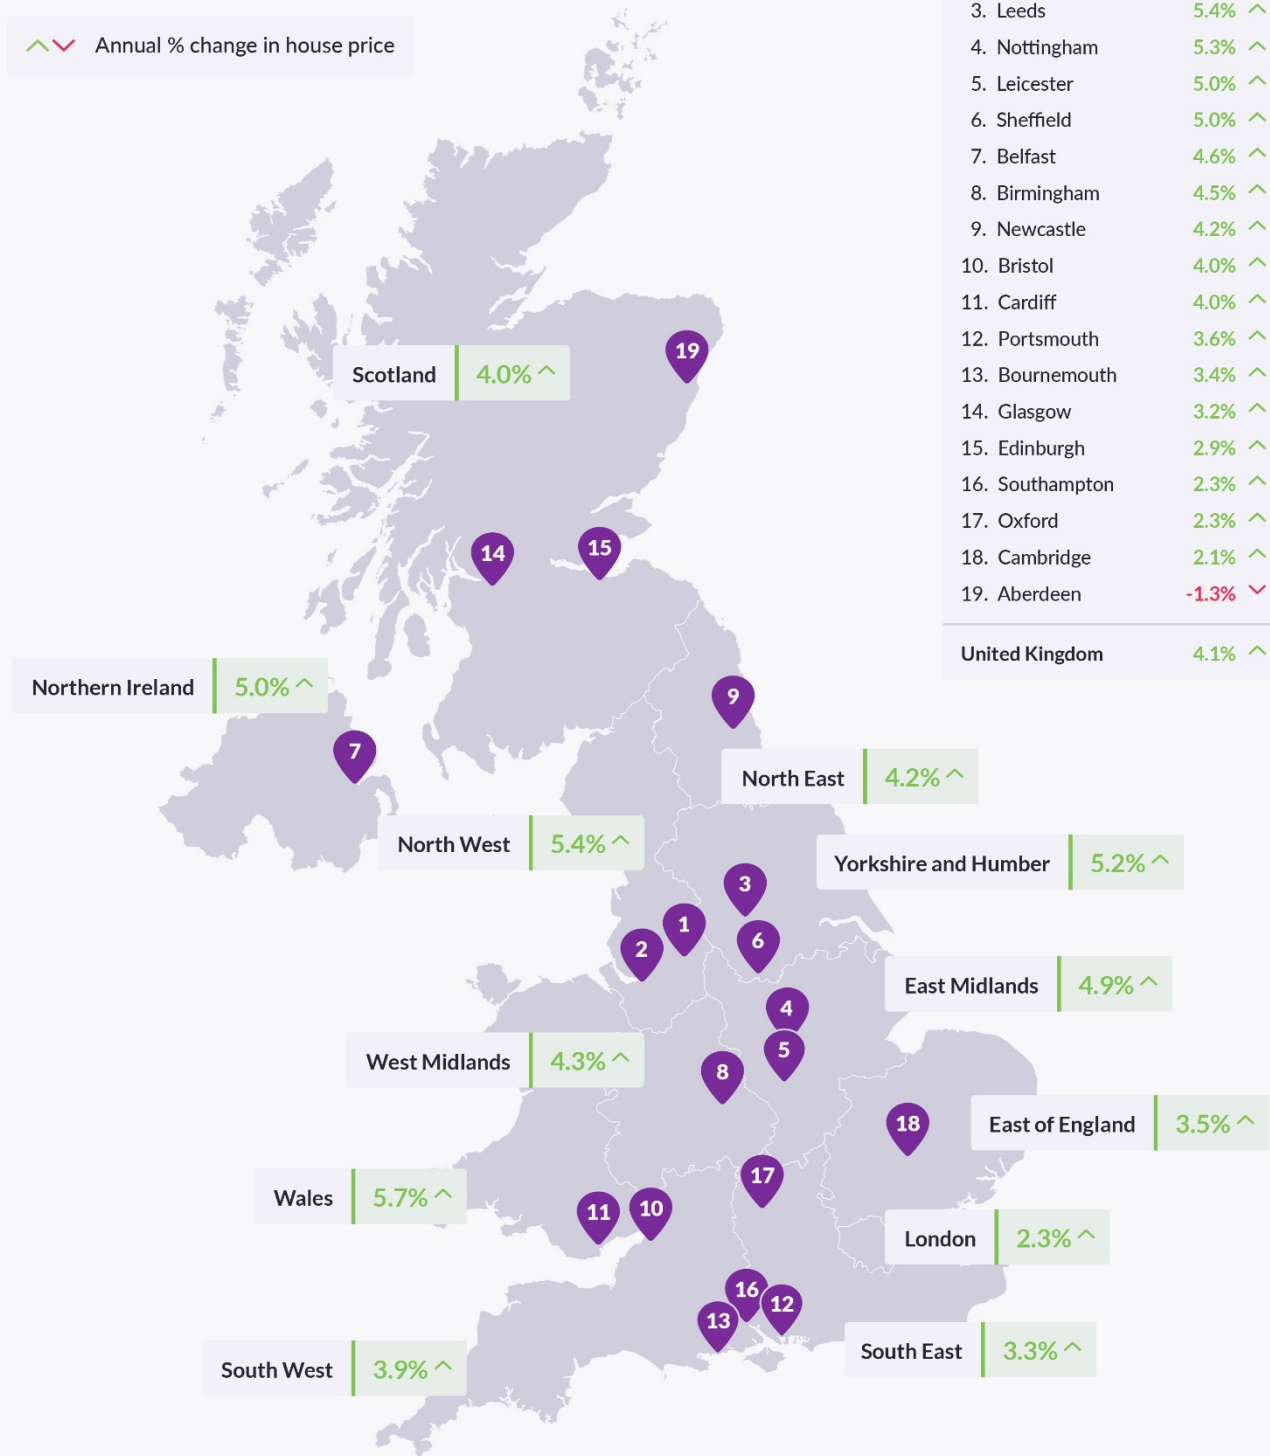 Annual % change in house price
3. Leeds 5.4%
4. Nottingham 5.3%
5. Leicester 5.0%
6. Sheffield 5.0%
7. Belfast 4.6%
8. Birmingham 4.5%
9. Newcastle 4.2%
10. Bristol 4.0%
11. Cardiff 4.0%
12. Portsmouth 3.6%
13. Bournemouth 3.4%
14. Glasgow 3.2%
15. Edinburgh 2.9%
16. Southampton 2.3%
17. Oxford 2.3%
18. Cambridge 2.1%
19. Aberdeen -1.3%
United Kingdom 4.1%
19
Scotland 4.0%
14
15
Northern Ireland 5.0%
9
7
North East 4.2%
North West 5.4%
Yorkshire and Humber 5.2%
3
1
6
2
East Midlands 4.9%
4
5
West Midlands 4.3%
8
18
East of England 3.5%
17
Wales 5.7%
11
10
London 2.3%
16
12
13
South East 3.3%
South West 3.9%